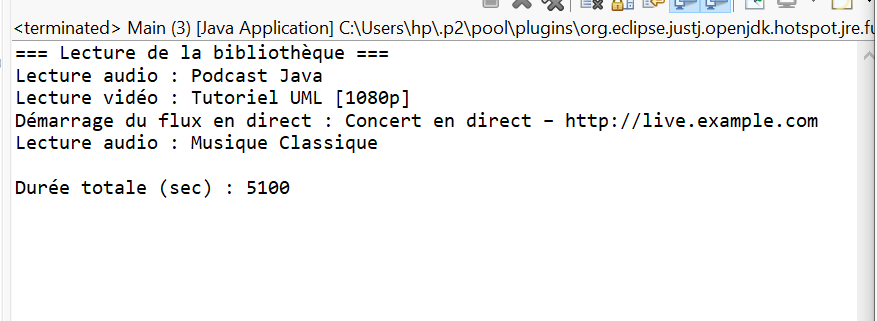 <terminated> Main (3) [Java Application] C:\Users\hp\.p2\pool\plugins\org.eclipse.justj.openjdk.hotspot.jre.fu
=== Lecture de la bibliothèque ===
Lecture audio : Podcast Java
Lecture vidéo : Tutoriel UML [1080p]
Démarrage du flux en direct : Concert en direct – http://live.example.com
Lecture audio : Musique Classique
Durée totale (sec) : 5100